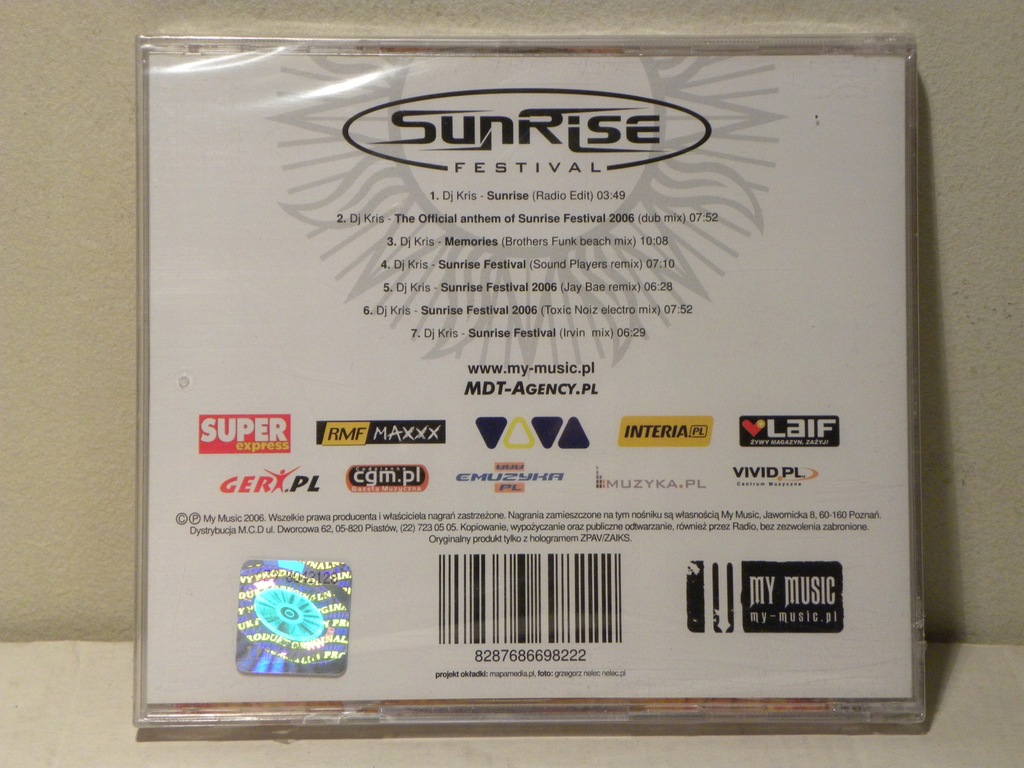 SUNRISE
FESTIVAL
1. Dj Kris - Sunrise (Radio Edit) 03:49
2. Dj Kris - The Official anthem of Sunrise Festival 2006 (dub mix) 07:52
3. Dj Kris - Memories (Brothers Funk beach mix) 10:08
4. Dj Kris - Sunrise Festival (Sound Players remix) 07:10
5. Dj Kris - Sunrise Festival 2006 (Jay Bae remix) 06:28
6. Dj Kris - Sunrise Festival 2006 (Toxic Noiz electro mix) 07:52
7. Dj Kris - Sunrise Festival (Irvin mix) 06:29
www.my-music.pl
MDT-AGENCY.PL
SUPER express
RMF MAXXX
VIVA
INTERIA PL
LAIF
ŻYWY MAGAZYN. ZAŻYJ!
GERY.PL
Codzienna
cgm.pl
Gazeta Muzyczna
www
EMUZYKA
PL
MUZYKA.PL
VIVID.PL
Centrum Muzyczne
© ℗ My Music 2006. Wszelkie prawa producenta i właściciela nagrań zastrzeżone. Nagrania zamieszczone na tym nośniku są własnością My Music, Jawornicka 8, 60-160 Poznań.
Dystrybucja M.C.D ul. Dworcowa 62, 05-820 Piastów, (22) 723 05 05. Kopiowanie, wypożyczanie oraz publiczne odtwarzanie, również przez Radio, bez zezwolenia zabronione.
Oryginalny produkt tylko z hologramem ZPAV/ZAIKS.
MY MUSIC
my-music.pl
8287686698222
projekt okładki: mapamedia.pl, foto: grzegorz nelec nelec.pl